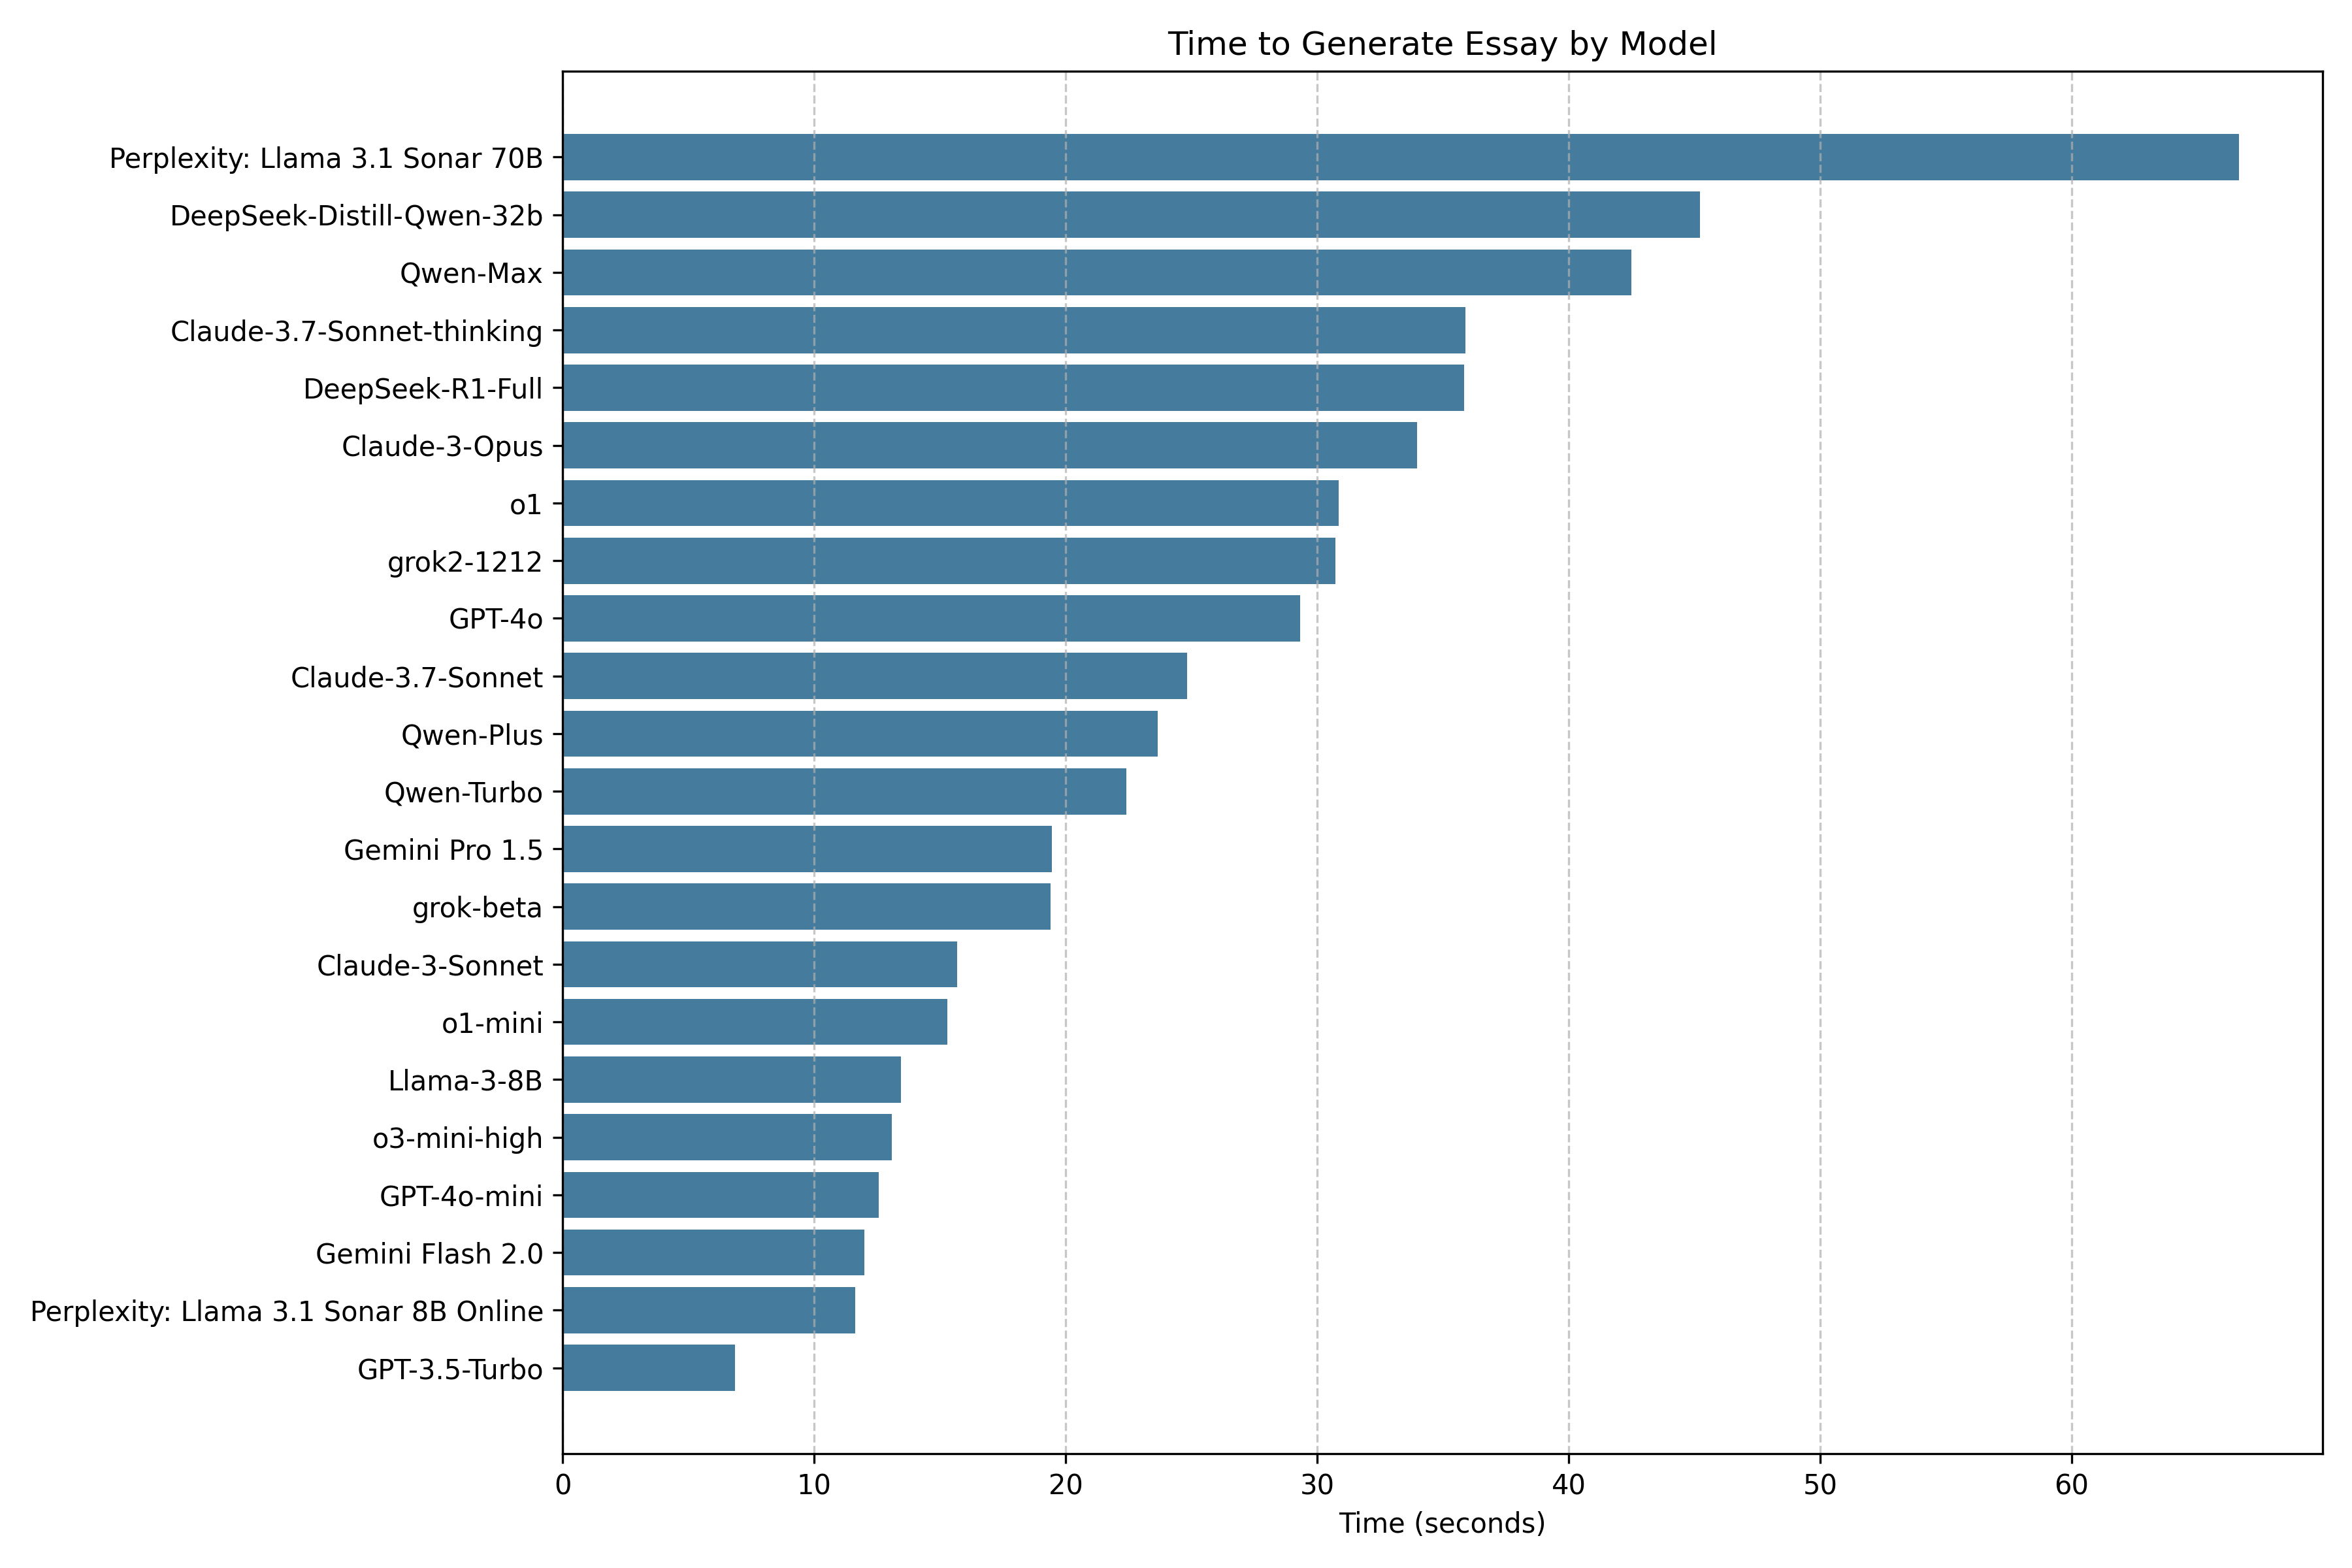 Time to Generate Essay by Model
Perplexity: Llama 3.1 Sonar 70B
DeepSeek-Distill-Qwen-32b
Qwen-Max
Claude-3.7-Sonnet-thinking
DeepSeek-R1-Full
Claude-3-Opus
o1
grok2-1212
GPT-4o
Claude-3.7-Sonnet
Qwen-Plus
Qwen-Turbo
Gemini Pro 1.5
grok-beta
Claude-3-Sonnet
o1-mini
Llama-3-8B
o3-mini-high
GPT-4o-mini
Gemini Flash 2.0
Perplexity: Llama 3.1 Sonar 8B Online
GPT-3.5-Turbo
0 10 20 30 40 50 60
Time (seconds)